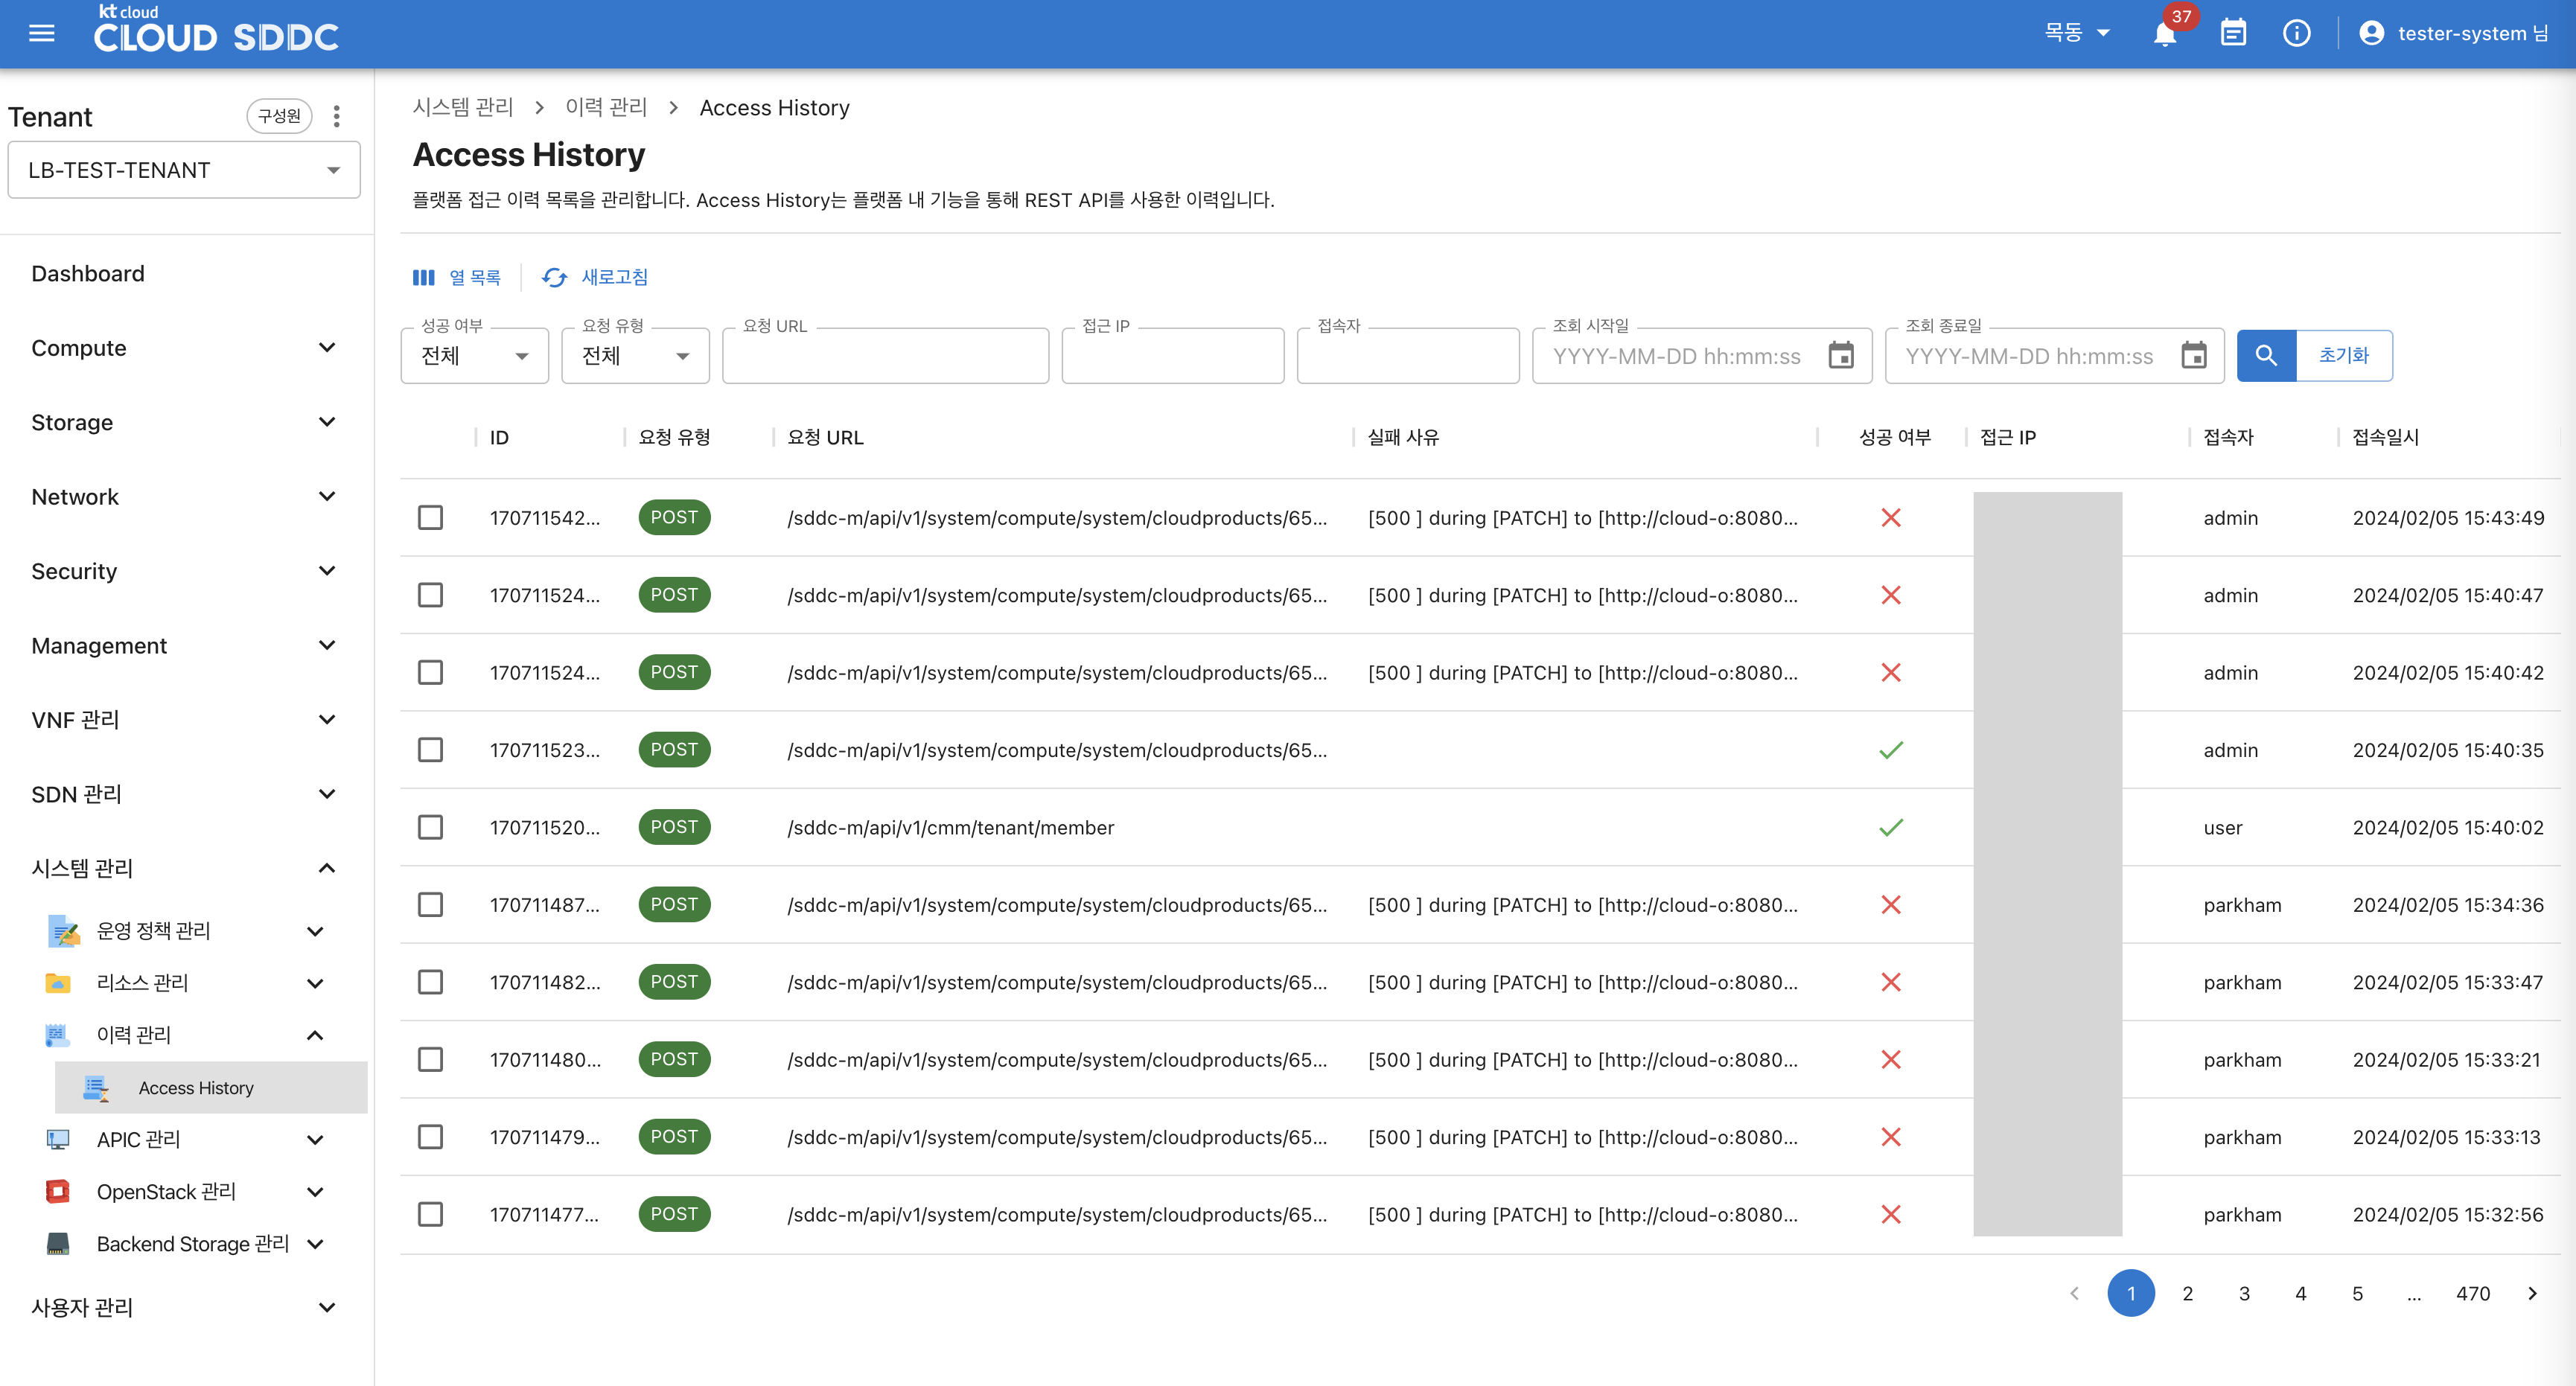 kt cloud
CLOUD SDDC
목동
37
tester-system 님
Tenant
구성원
LB-TEST-TENANT
Dashboard
Compute
Storage
Network
Security
Management
VNF 관리
SDN 관리
시스템 관리
운영 정책 관리
리소스 관리
이력 관리
Access History
APIC 관리
OpenStack 관리
Backend Storage 관리
사용자 관리
시스템 관리 > 이력 관리 > Access History
Access History
플랫폼 접근 이력 목록을 관리합니다. Access History는 플랫폼 내 기능을 통해 REST API를 사용한 이력입니다.
열 목록 새로고침
성공 여부 요청 유형 요청 URL 접근 IP 접속자 조회 시작일 조회 종료일
전체 전체 YYYY-MM-DD hh:mm:ss YYYY-MM-DD hh:mm:ss 초기화
ID 요청 유형 요청 URL 실패 사유 성공 여부 접근 IP 접속자 접속일시
170711542... POST /sddc-m/api/v1/system/compute/system/cloudproducts/65... [500 ] during [PATCH] to [http://cloud-o:8080... admin 2024/02/05 15:43:49
170711524... POST /sddc-m/api/v1/system/compute/system/cloudproducts/65... [500 ] during [PATCH] to [http://cloud-o:8080... admin 2024/02/05 15:40:47
170711524... POST /sddc-m/api/v1/system/compute/system/cloudproducts/65... [500 ] during [PATCH] to [http://cloud-o:8080... admin 2024/02/05 15:40:42
170711523... POST /sddc-m/api/v1/system/compute/system/cloudproducts/65... admin 2024/02/05 15:40:35
170711520... POST /sddc-m/api/v1/cmm/tenant/member user 2024/02/05 15:40:02
170711487... POST /sddc-m/api/v1/system/compute/system/cloudproducts/65... [500 ] during [PATCH] to [http://cloud-o:8080... parkham 2024/02/05 15:34:36
170711482... POST /sddc-m/api/v1/system/compute/system/cloudproducts/65... [500 ] during [PATCH] to [http://cloud-o:8080... parkham 2024/02/05 15:33:47
170711480... POST /sddc-m/api/v1/system/compute/system/cloudproducts/65... [500 ] during [PATCH] to [http://cloud-o:8080... parkham 2024/02/05 15:33:21
170711479... POST /sddc-m/api/v1/system/compute/system/cloudproducts/65... [500 ] during [PATCH] to [http://cloud-o:8080... parkham 2024/02/05 15:33:13
170711477... POST /sddc-m/api/v1/system/compute/system/cloudproducts/65... [500 ] during [PATCH] to [http://cloud-o:8080... parkham 2024/02/05 15:32:56
< 1 2 3 4 5 ... 470 >